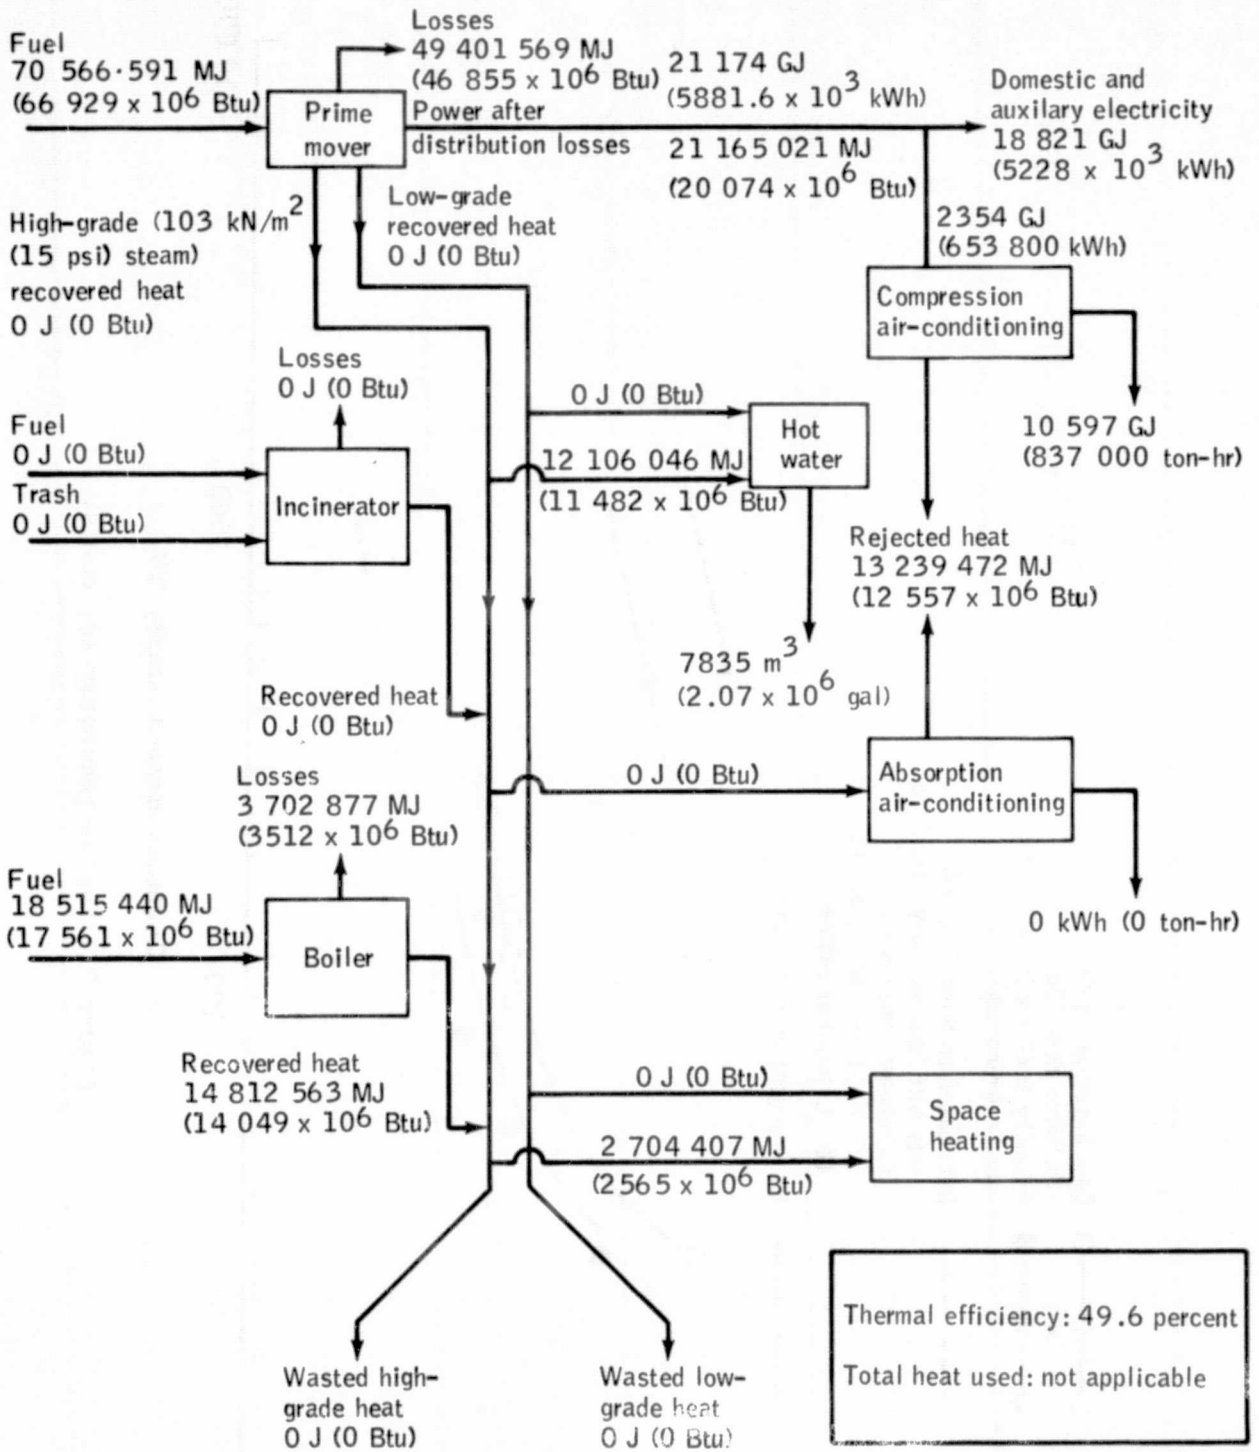 Fuel
70 566·591 MJ
(66 929 x 10⁶ Btu)
Losses
49 401 569 MJ
(46 855 x 10⁶ Btu)
Prime
mover
Power after
distribution losses
21 174 GJ
(5881.6 x 10³ kWh)
21 165 021 MJ
(20 074 x 10⁶ Btu)
Domestic and
auxilary electricity
18 821 GJ
(5228 x 10³ kWh)
High-grade (103 kN/m²
(15 psi) steam)
recovered heat
0 J (0 Btu)
Low-grade
recovered heat
0 J (0 Btu)
2354 GJ
(653 800 kWh)
Compression
air-conditioning
10 597 GJ
(837 000 ton-hr)
Losses
0 J (0 Btu)
Fuel
0 J (0 Btu)
Trash
0 J (0 Btu)
Incinerator
0 J (0 Btu)
12 106 046 MJ
(11 482 x 10⁶ Btu)
Hot
water
Rejected heat
13 239 472 MJ
(12 557 x 10⁶ Btu)
7835 m³
(2.07 x 10⁶ gal)
Recovered heat
0 J (0 Btu)
0 J (0 Btu)
Absorption
air-conditioning
0 kWh (0 ton-hr)
Losses
3 702 877 MJ
(3512 x 10⁶ Btu)
Fuel
18 515 440 MJ
(17 561 x 10⁶ Btu)
Boiler
Recovered heat
14 812 563 MJ
(14 049 x 10⁶ Btu)
0 J (0 Btu)
2 704 407 MJ
(2565 x 10⁶ Btu)
Space
heating
Wasted high-
grade heat
0 J (0 Btu)
Wasted low-
grade heat
0 J (0 Btu)
Thermal efficiency: 49.6 percent
Total heat used: not applicable